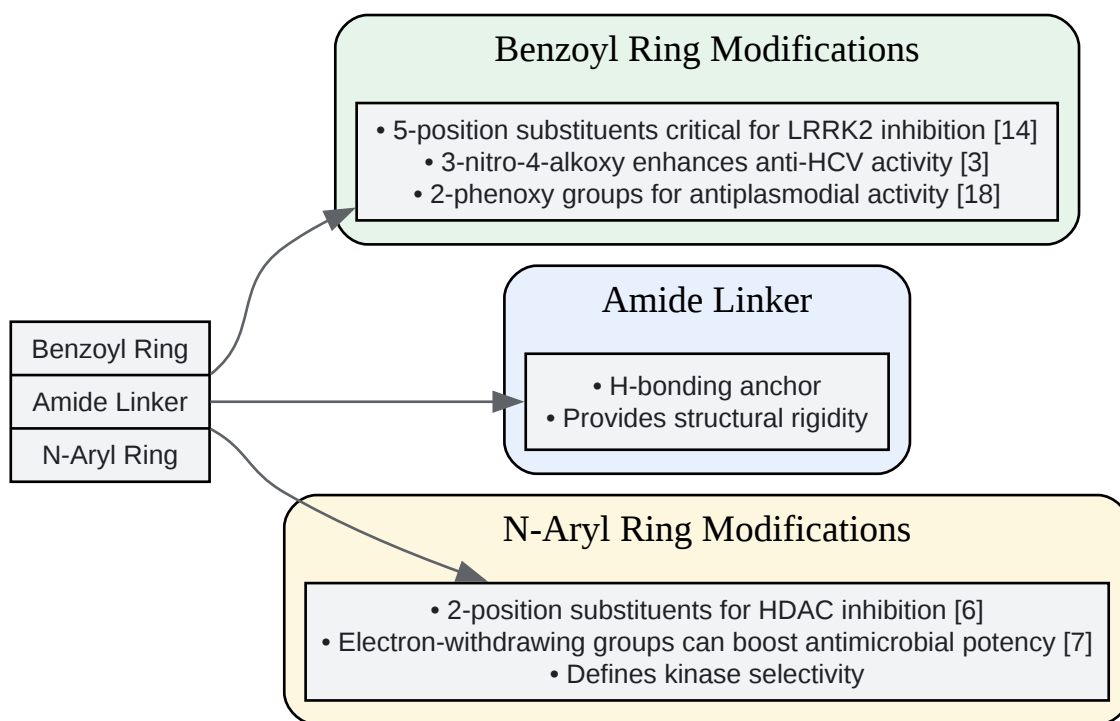 Benzoyl Ring Modifications
• 5-position substituents critical for LRRK2 inhibition [14]
• 3-nitro-4-alkoxy enhances anti-HCV activity [3]
• 2-phenoxy groups for antiplasmodial activity [18]
Amide Linker
• H-bonding anchor
• Provides structural rigidity
Benzoyl Ring
Amide Linker
N-Aryl Ring
N-Aryl Ring Modifications
• 2-position substituents for HDAC inhibition [6]
• Electron-withdrawing groups can boost antimicrobial potency [7]
• Defines kinase selectivity